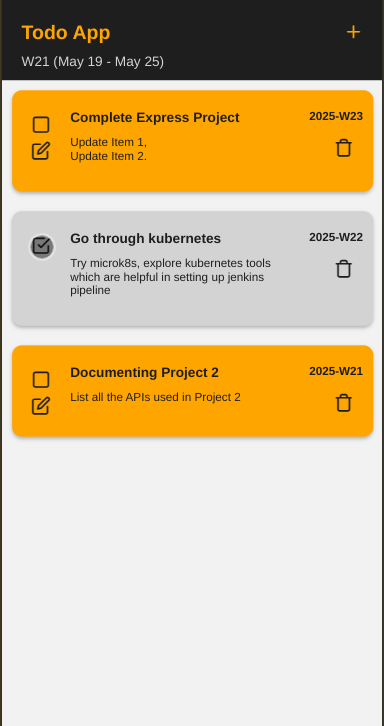 Todo App
+
W21 (May 19 - May 25)
Complete Express Project
2025-W23
Update Item 1,
Update Item 2.
Go through kubernetes
2025-W22
Try microk8s, explore kubernetes tools
which are helpful in setting up jenkins
pipeline
Documenting Project 2
2025-W21
List all the APIs used in Project 2